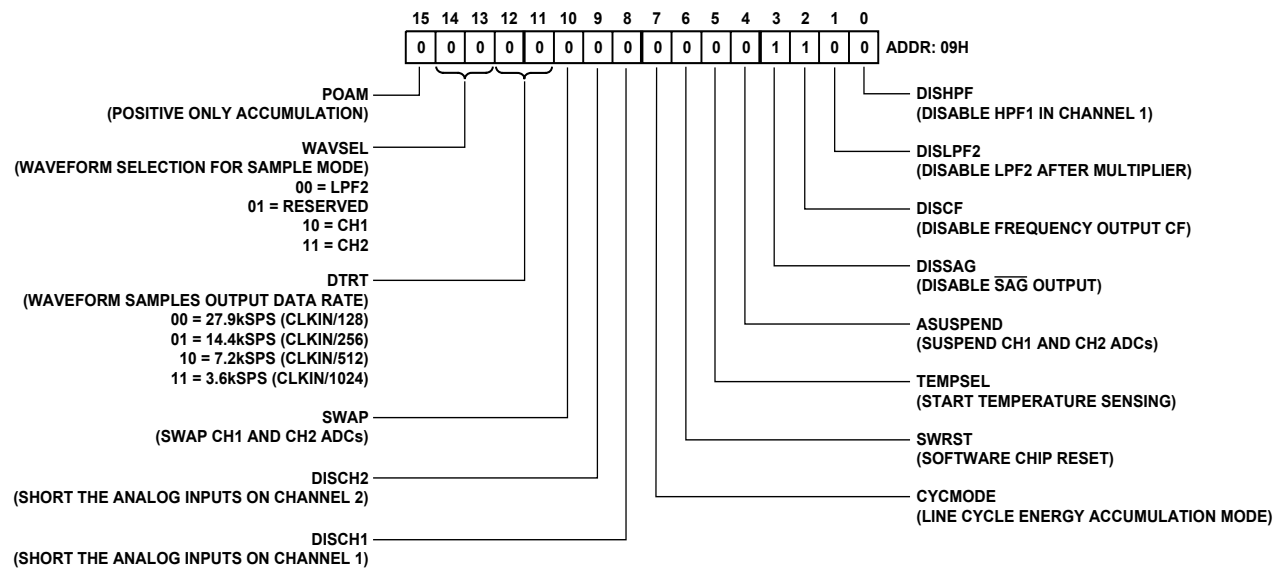 15 14 13 12 11 10 9 8 7 6 5 4 3 2 1 0
0 0 0 0 0 0 0 0 0 0 0 0 1 1 0 0 ADDR: 09H
POAM
(POSITIVE ONLY ACCUMULATION)
WAVSEL
(WAVEFORM SELECTION FOR SAMPLE MODE)
00 = LPF2
01 = RESERVED
10 = CH1
11 = CH2
DTRT
(WAVEFORM SAMPLES OUTPUT DATA RATE)
00 = 27.9kSPS (CLKIN/128)
01 = 14.4kSPS (CLKIN/256)
10 = 7.2kSPS (CLKIN/512)
11 = 3.6kSPS (CLKIN/1024)
SWAP
(SWAP CH1 AND CH2 ADCs)
DISCH2
(SHORT THE ANALOG INPUTS ON CHANNEL 2)
DISCH1
(SHORT THE ANALOG INPUTS ON CHANNEL 1)
DISHPF
(DISABLE HPF1 IN CHANNEL 1)
DISLPF2
(DISABLE LPF2 AFTER MULTIPLIER)
DISCF
(DISABLE FREQUENCY OUTPUT CF)
DISSAG
(DISABLE SAG OUTPUT)
ASUSPEND
(SUSPEND CH1 AND CH2 ADCs)
TEMPSEL
(START TEMPERATURE SENSING)
SWRST
(SOFTWARE CHIP RESET)
CYCMODE
(LINE CYCLE ENERGY ACCUMULATION MODE)